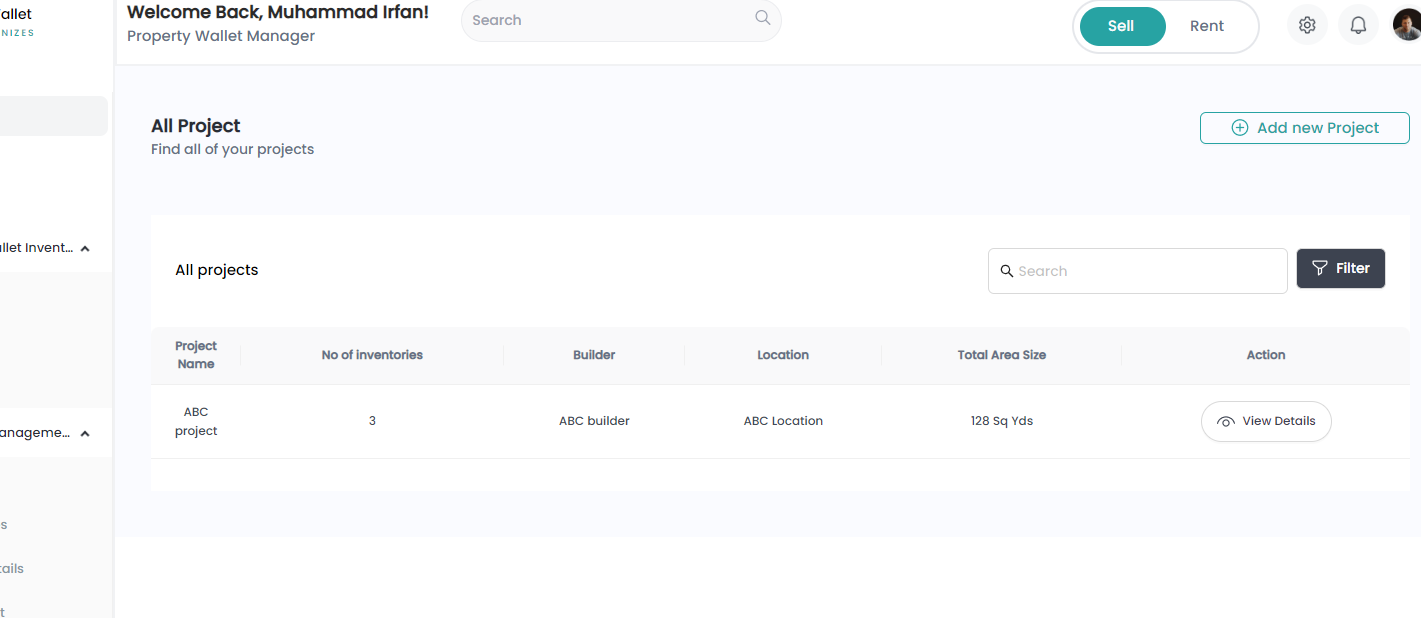 allet
NIZES
Welcome Back, Muhammad Irfan!
Property Wallet Manager
Search
Sell
Rent
All Project
Find all of your projects
Add new Project
llet Invent...
anageme...
s
tails
t
All projects
Search
Filter
Project
Name
No of inventories
Builder
Location
Total Area Size
Action
ABC
project
3
ABC builder
ABC Location
128 Sq Yds
View Details